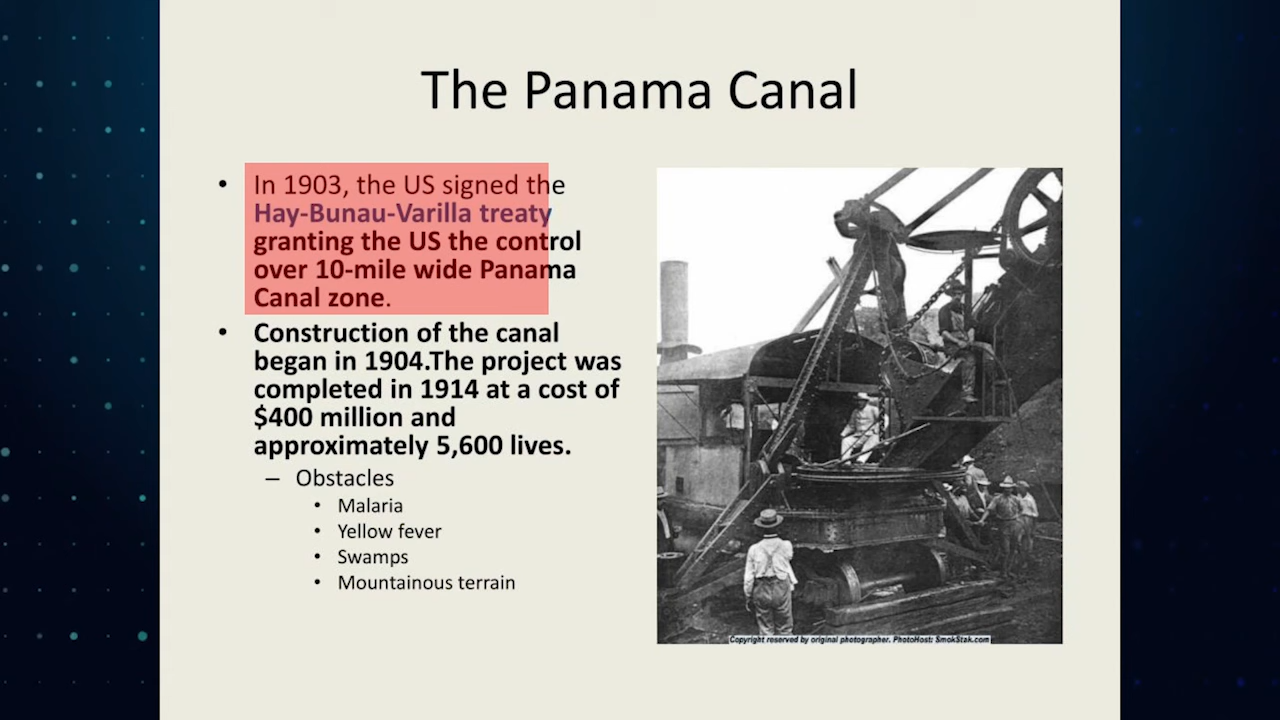 The Panama Canal
• In 1903, the US signed the
Hay-Bunau-Varilla treaty
granting the US the control
over 10-mile wide Panama
Canal zone.
• Construction of the canal
began in 1904.The project was
completed in 1914 at a cost of
$400 million and
approximately 5,600 lives.
– Obstacles
• Malaria
• Yellow fever
• Swamps
• Mountainous terrain
Copyright reserved by original photographer. PhotoHost: SmokStak.com